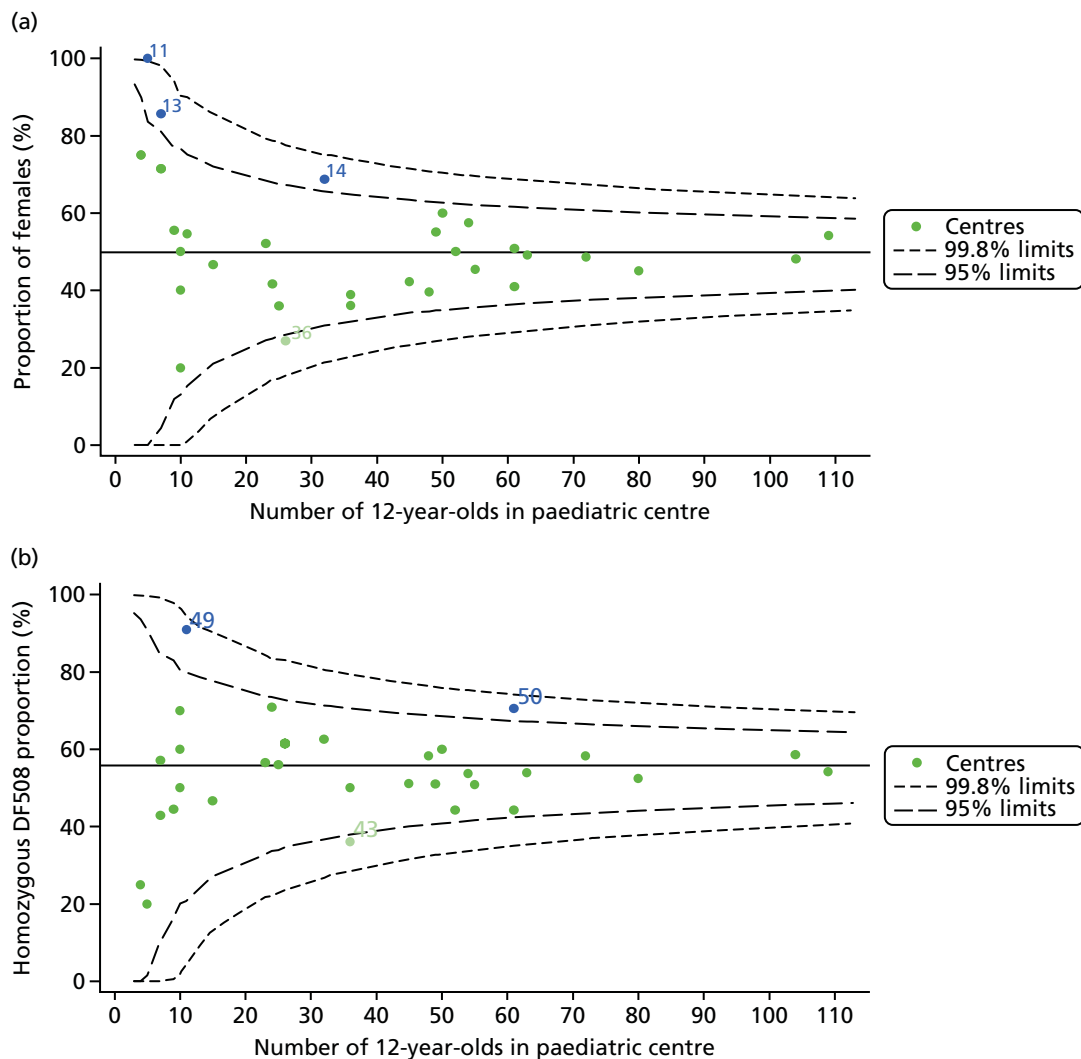 (a)
100
80
60
40
20
0
Proportion of females (%)
11
13
14
36
0 10 20 30 40 50 60 70 80 90 100 110
Number of 12-year-olds in paediatric centre
Centres
99.8% limits
95% limits
(b)
100
80
60
40
20
0
Homozygous DF508 proportion (%)
49
50
43
0 10 20 30 40 50 60 70 80 90 100 110
Number of 12-year-olds in paediatric centre
Centres
99.8% limits
95% limits